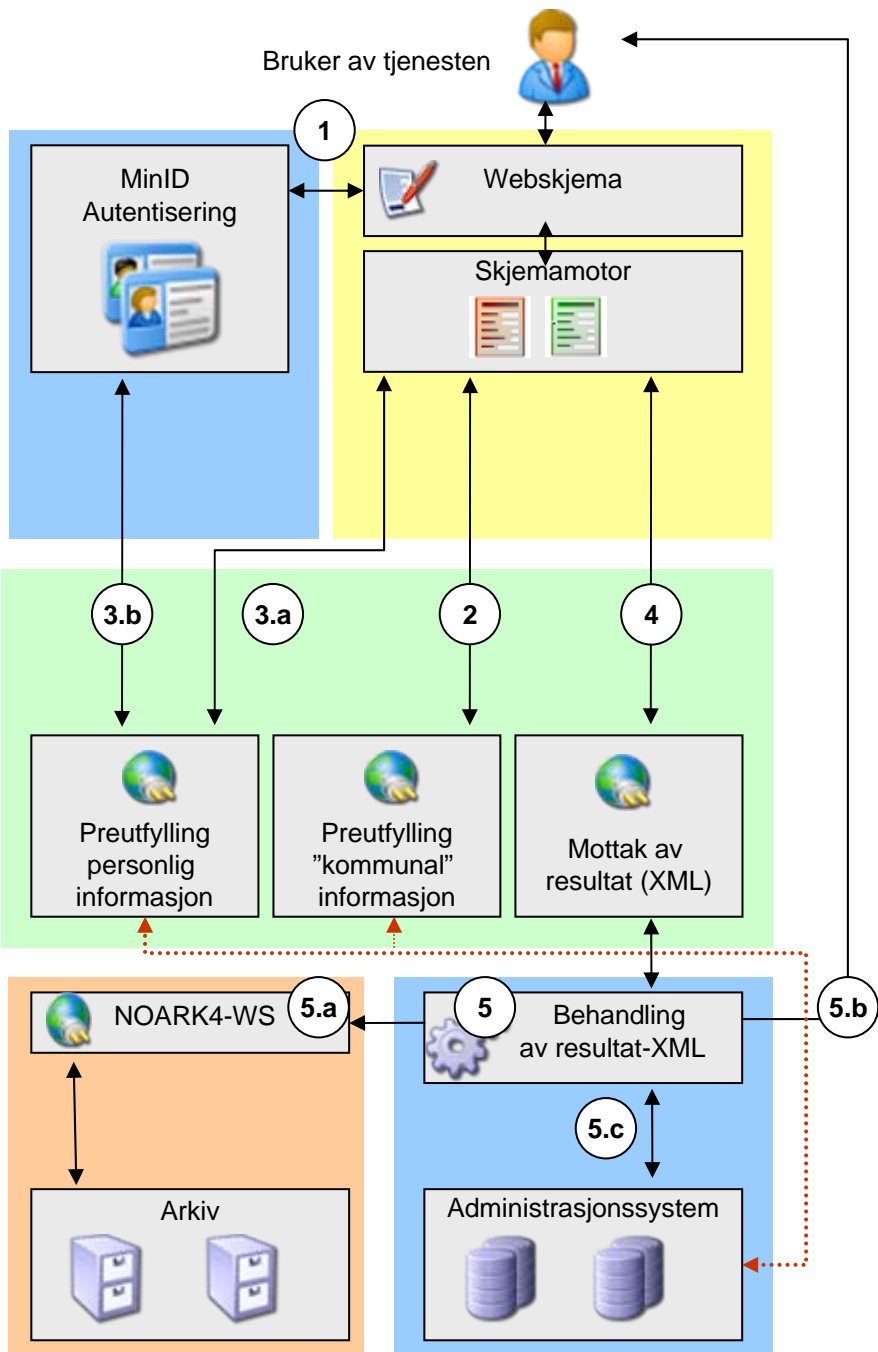 Bruker av tjenesten
1
MinID
Autentisering
Webskjema
Skjemamotor
3.b
3.a
2
4
Preutfylling
personlig
informasjon
Preutfylling
”kommunal”
informasjon
Mottak av
resultat (XML)
NOARK4-WS
5.a
5
Behandling
av resultat-XML
5.b
5.c
Arkiv
Administrasjonssystem